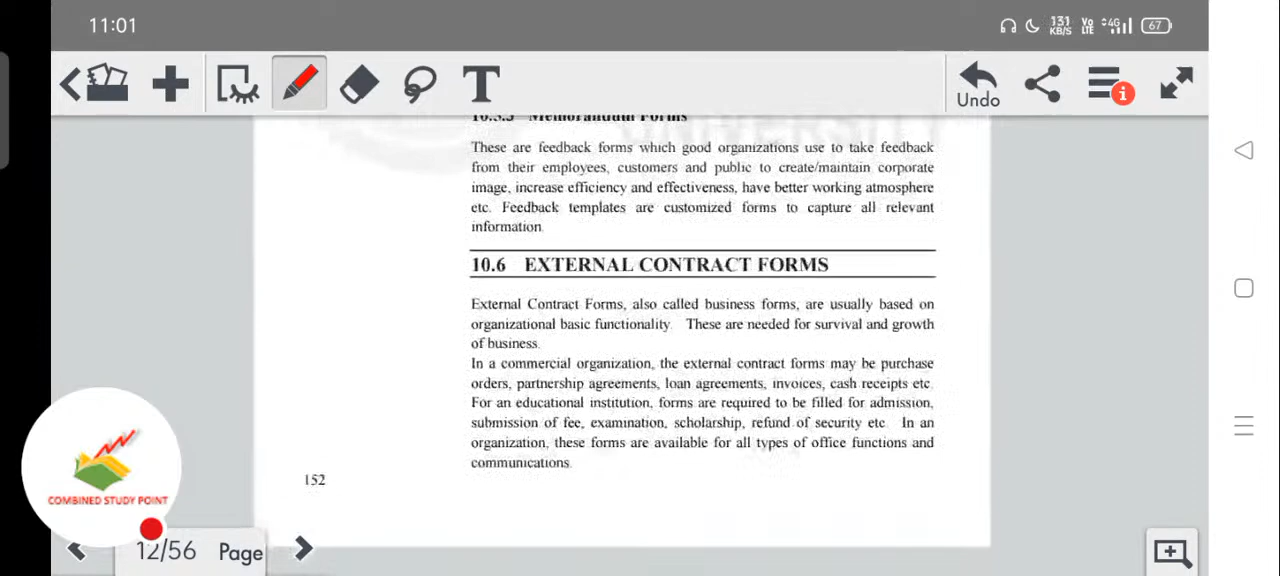 11:01
131 KB/S Vo LTE 4G 67
T
Undo
i
10.5.5 Memorandum Forms
UNIVERSITY
These are feedback forms which good organizations use to take feedback
from their employees, customers and public to create/maintain corporate
image, increase efficiency and effectiveness, have better working atmosphere
etc. Feedback templates are customized forms to capture all relevant
information.
10.6 EXTERNAL CONTRACT FORMS
External Contract Forms, also called business forms, are usually based on
organizational basic functionality. These are needed for survival and growth
of business.
In a commercial organization, the external contract forms may be purchase
orders, partnership agreements, loan agreements, invoices, cash receipts etc.
For an educational institution, forms are required to be filled for admission,
submission of fee, examination, scholarship, refund of security etc. In an
organization, these forms are available for all types of office functions and
communications.
152
COMBINED STUDY POINT
12/56 Page